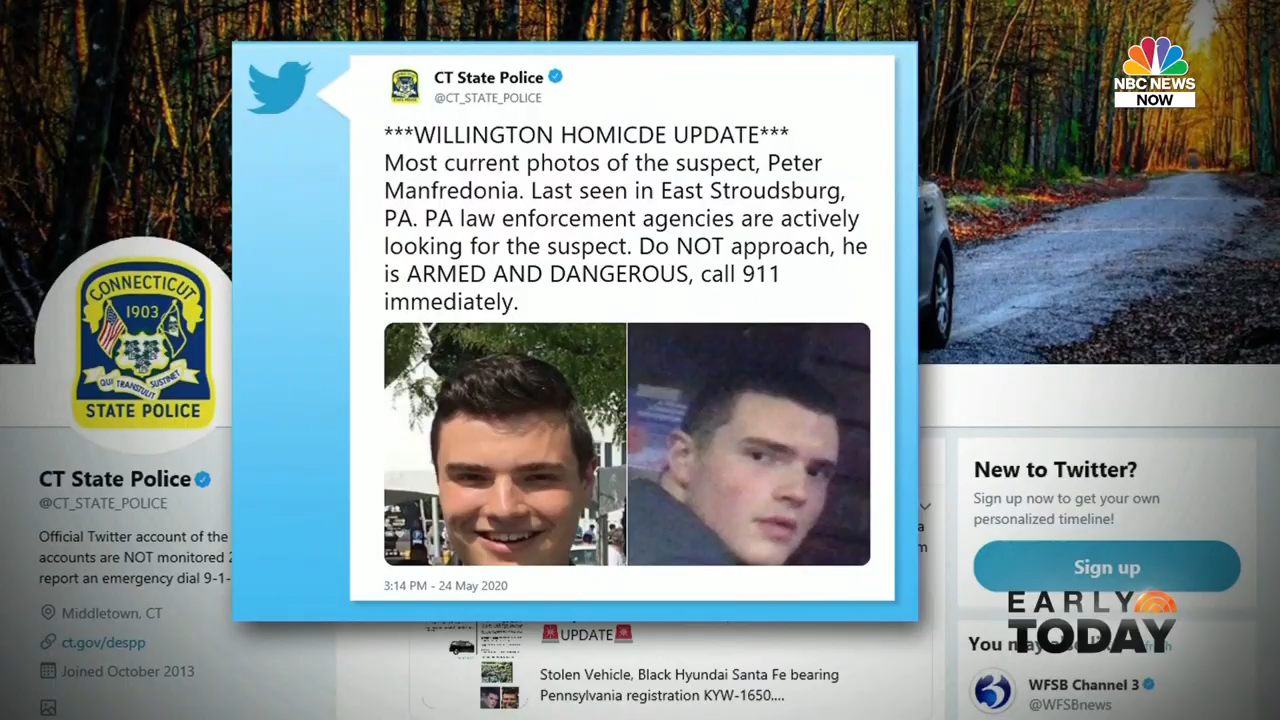 NBC NEWS
NOW
CT State Police
@CT_STATE_POLICE
***WILLINGTON HOMICDE UPDATE***
Most current photos of the suspect, Peter
Manfredonia. Last seen in East Stroudsburg,
PA. PA law enforcement agencies are actively
looking for the suspect. Do NOT approach, he
is ARMED AND DANGEROUS, call 911
immediately.
3:14 PM - 24 May 2020
CONNECTICUT
1903
QUI TRANSTULIT SUSTINET
STATE POLICE
CT State Police
@CT_STATE_POLICE
Official Twitter account of the
accounts are NOT monitored 2
report an emergency dial 9-1-
Middletown, CT
ct.gov/despp
Joined October 2013
UPDATE
Stolen Vehicle, Black Hyundai Santa Fe bearing
Pennsylvania registration KYW-1650....
New to Twitter?
Sign up now to get your own
personalized timeline!
Sign up
EARLY
TODAY
You may
WFSB Channel 3
@WFSBnews